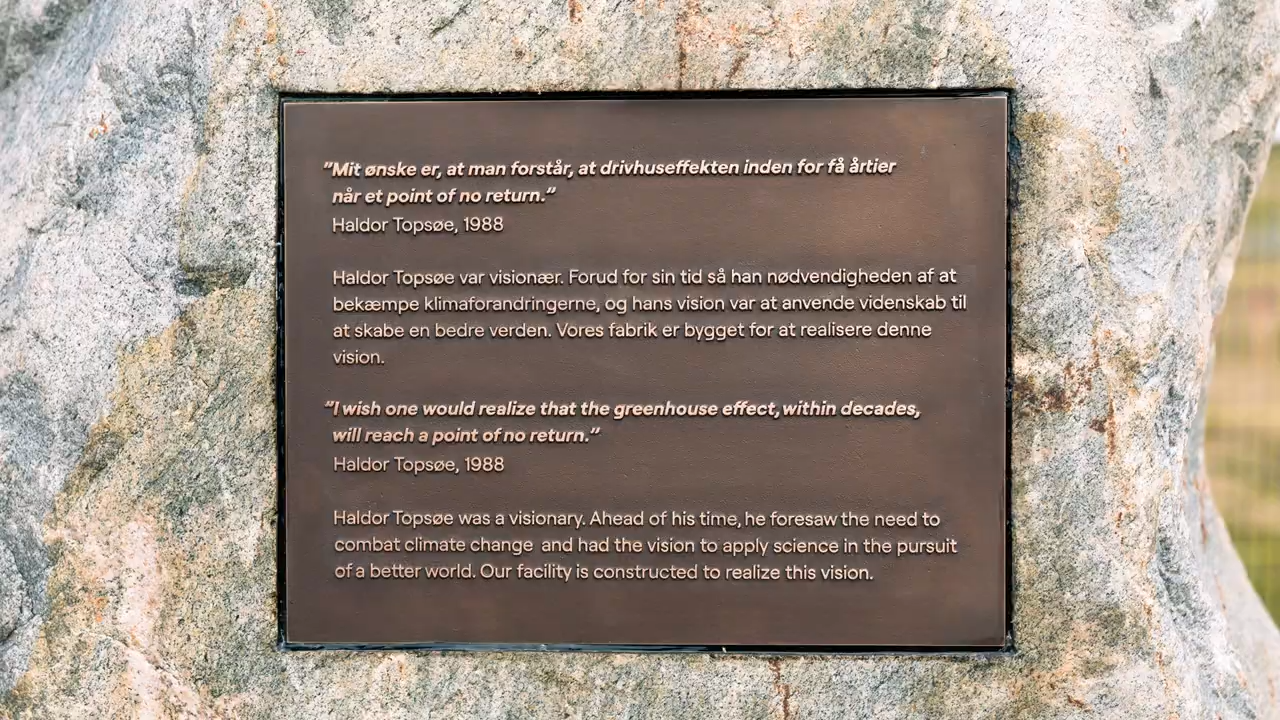 ”Mit ønske er, at man forstår, at drivhuseffekten inden for få årtier
når et point of no return.”
Haldor Topsøe, 1988
Haldor Topsøe var visionær. Forud for sin tid så han nødvendigheden af at
bekæmpe klimaforandringerne, og hans vision var at anvende videnskab til
at skabe en bedre verden. Vores fabrik er bygget for at realisere denne
vision.
”I wish one would realize that the greenhouse effect, within decades,
will reach a point of no return.”
Haldor Topsøe, 1988
Haldor Topsøe was a visionary. Ahead of his time, he foresaw the need to
combat climate change and had the vision to apply science in the pursuit
of a better world. Our facility is constructed to realize this vision.